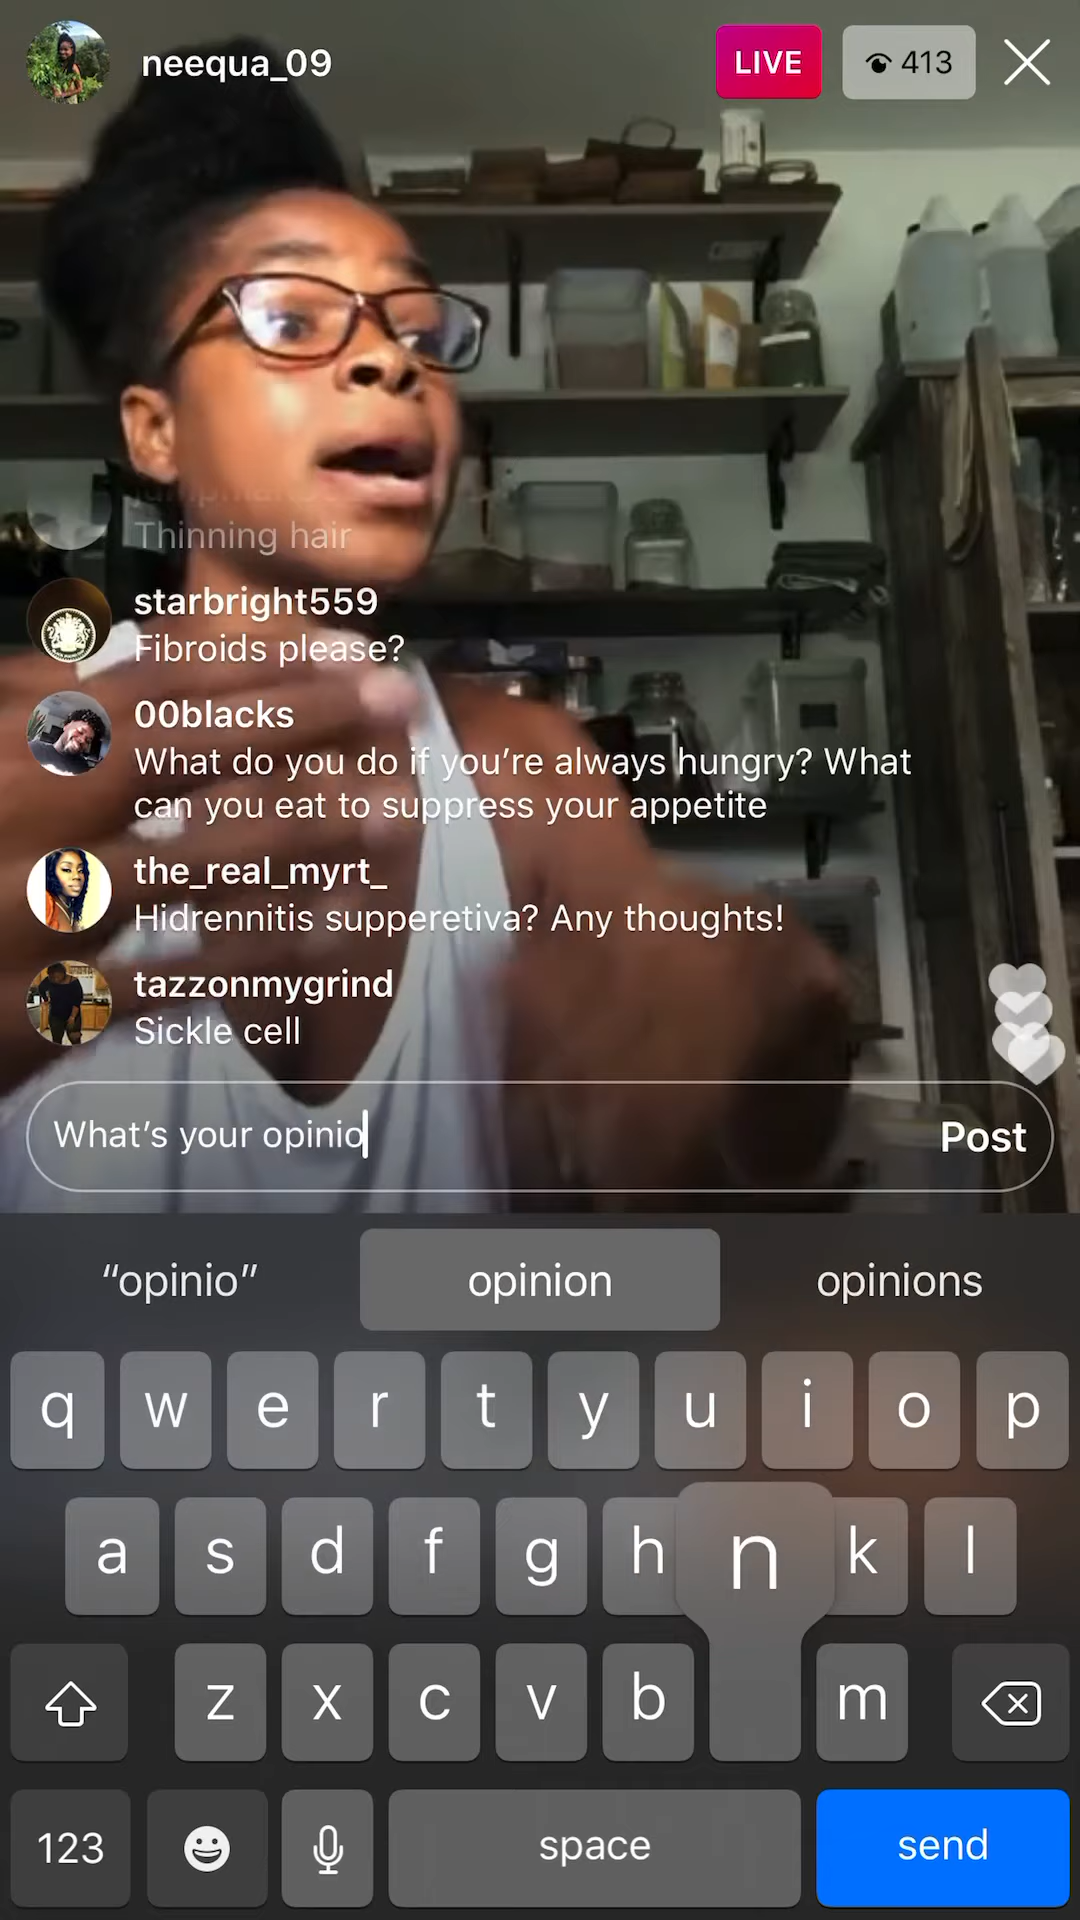 neequa_09
LIVE
413
Thinning hair
starbright559
Fibroids please?
00blacks
What do you do if you’re always hungry? What
can you eat to suppress your appetite
the_real_myrt_
Hidrennitis supperetiva? Any thoughts!
tazzonmygrind
Sickle cell
What’s your opinio
Post
“opinio” opinion opinions
q w e r t y u i o p
a s d f g h n k l
z x c v b m
123 space send